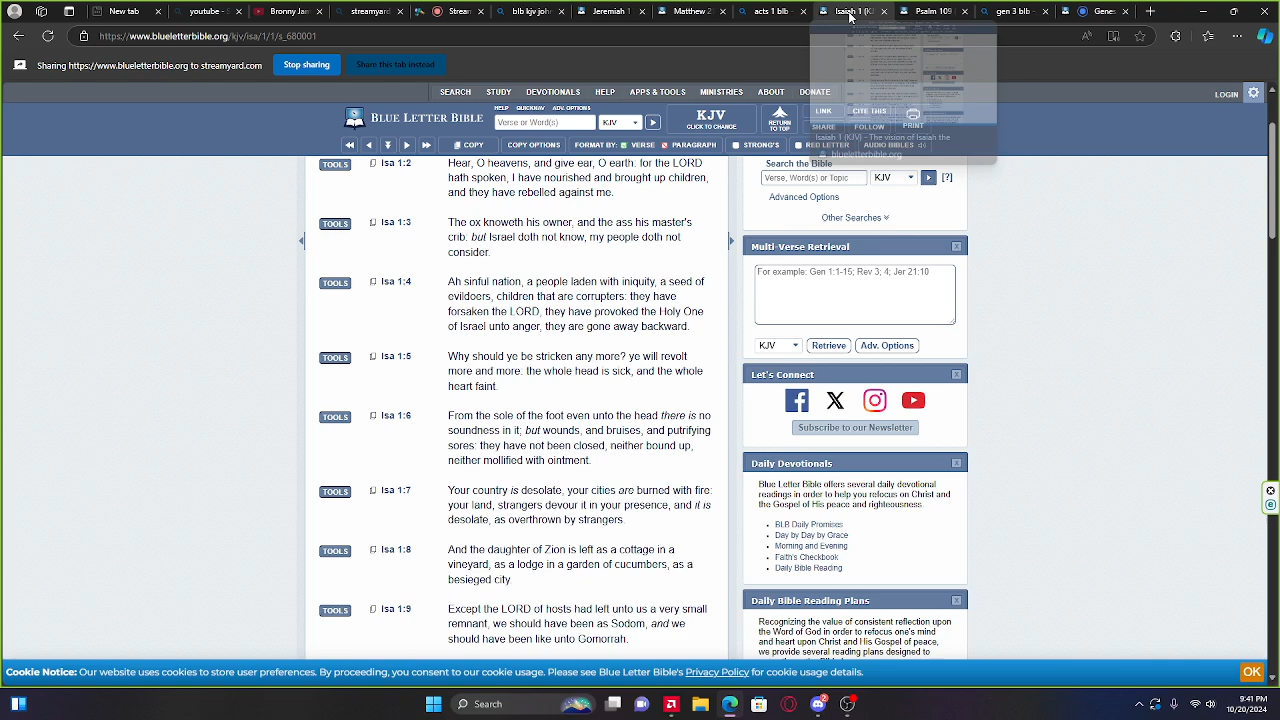 New tab
Bronny
streamyard
blb kjv john
Matthew
acts 1 blb
gen 3 blb kjv
Genesis
https://www.blueletterbible.org/kjv/isa/1/1/s_680001
Stop sharing
Share this tab instead
SEARCH STUDY DEVOTIONALS HELP TOOLS MINISTRIES ABOUT DONATE
BLUE LETTER BIBLE
HELP QUICKNAV ADV. OPTIONS
Verse or Word(s)
KJV
KJV
CLICK TO CHANGE
RETURN
TO TOP
LINK
CITE THIS
PRINT
SHARE
FOLLOW
COPY OPTIONS
FORMAT BY: VERSE PARAGRAPH
STRONG'S
RED LETTER
AUDIO BIBLES
Isaiah 1 (KJV) - The vision of Isaiah the
blueletterbible.org
TOOLS Isa 1:2 Hear, O heavens, and give ear, O earth: for the LORD
hath spoken, I have nourished and brought up children,
and they have rebelled against me.
TOOLS Isa 1:3 The ox knoweth his owner, and the ass his master's
crib: but Israel doth not know, my people doth not
consider.
TOOLS Isa 1:4 Ah sinful nation, a people laden with iniquity, a seed of
evildoers, children that are corrupters: they have
forsaken the LORD, they have provoked the Holy One
of Israel unto anger, they are gone away backward.
TOOLS Isa 1:5 Why should ye be stricken any more? ye will revolt
more and more: the whole head is sick, and the whole
heart faint.
TOOLS Isa 1:6 From the sole of the foot even unto the head there is no
soundness in it; but wounds, and bruises, and putrifying
sores: they have not been closed, neither bound up,
neither mollified with ointment.
TOOLS Isa 1:7 Your country is desolate, your cities are burned with fire:
your land, strangers devour it in your presence, and it is
desolate, as overthrown by strangers.
TOOLS Isa 1:8 And the daughter of Zion is left as a cottage in a
vineyard, as a lodge in a garden of cucumbers, as a
besieged city.
TOOLS Isa 1:9 Except the LORD of hosts had left unto us a very small
remnant, we should have been as Sodom, and we
should have been like unto Gomorrah.
Search the Bible
Verse, Word(s) or Topic
KJV
[?]
Advanced Options
Other Searches
Multi-Verse Retrieval
For example: Gen 1:1-15; Rev 3; 4; Jer 21:10
KJV
Retrieve
Adv. Options
Let's Connect
Subscribe to our Newsletter
Daily Devotionals
Blue Letter Bible offers several daily devotional
readings in order to help you refocus on Christ and
the Gospel of His peace and righteousness.
BLB Daily Promises
Day by Day by Grace
Morning and Evening
Faith's Checkbook
Daily Bible Reading
Daily Bible Reading Plans
Recognizing the value of consistent reflection upon
the Word of God in order to refocus one's mind
and heart upon Christ and His Gospel of peace,
we provide several reading plans designed to
Cookie Notice: Our website uses cookies to store user preferences. By proceeding, you consent to our cookie usage. Please see Blue Letter Bible's Privacy Policy for cookie usage details.
OK
Search
9:41 PM
10/20/2024